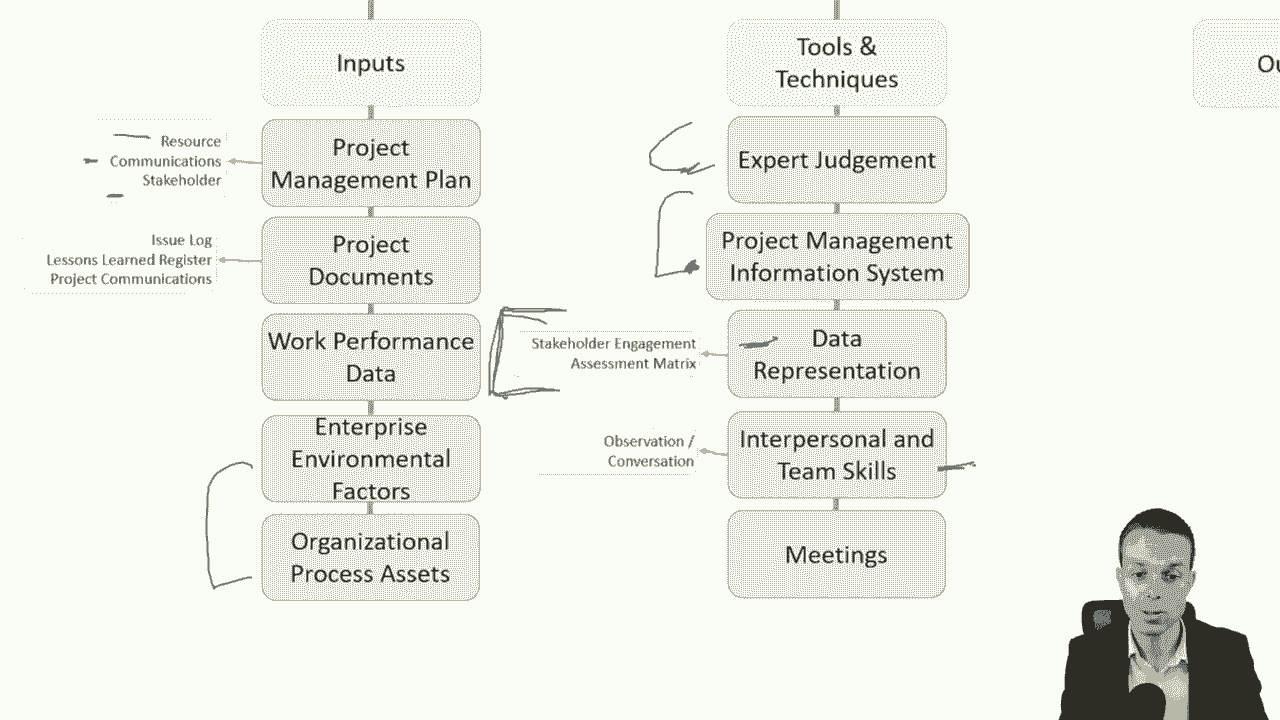 Inputs
Resource
Communications
Stakeholder
Project
Management Plan
Issue Log
Lessons Learned Register
Project Communications
Project
Documents
Work Performance
Data
Enterprise
Environmental
Factors
Organizational
Process Assets
Tools &
Techniques
Expert Judgement
Project Management
Information System
Stakeholder Engagement
Assessment Matrix
Data
Representation
Observation /
Conversation
Interpersonal and
Team Skills
Meetings